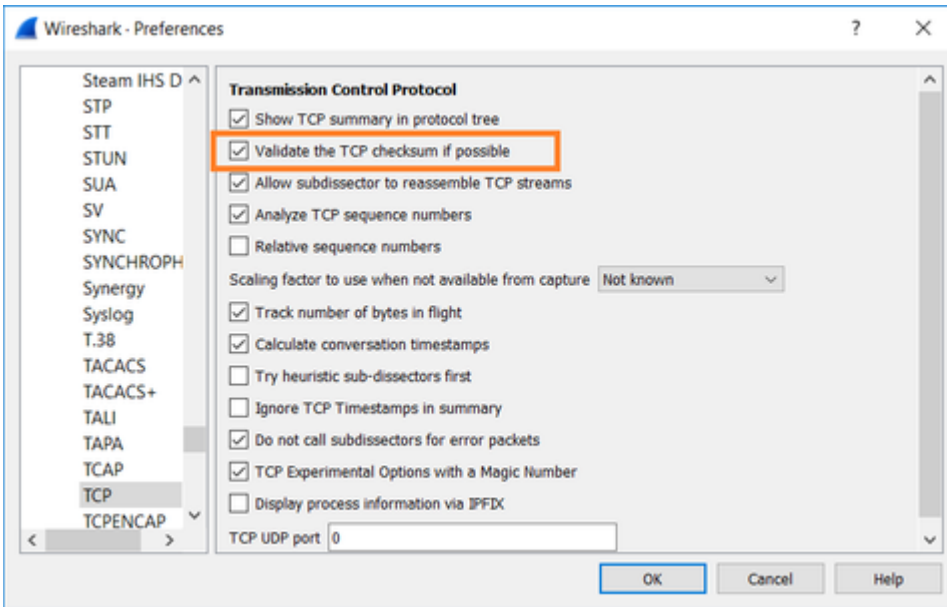 Wireshark - Preferences
Steam IHS D
STP
STT
STUN
SUA
SV
SYNC
SYNCHROPH
Synergy
Syslog
T.38
TACACS
TACACS+
TALI
TAPA
TCAP
TCP
TCPENCAP
Transmission Control Protocol
Show TCP summary in protocol tree
Validate the TCP checksum if possible
Allow subdissector to reassemble TCP streams
Analyze TCP sequence numbers
Relative sequence numbers
Scaling factor to use when not available from capture Not known
Track number of bytes in flight
Calculate conversation timestamps
Try heuristic sub-dissectors first
Ignore TCP Timestamps in summary
Do not call subdissectors for error packets
TCP Experimental Options with a Magic Number
Display process information via IPFIX
TCP UDP port 0
OK Cancel Help